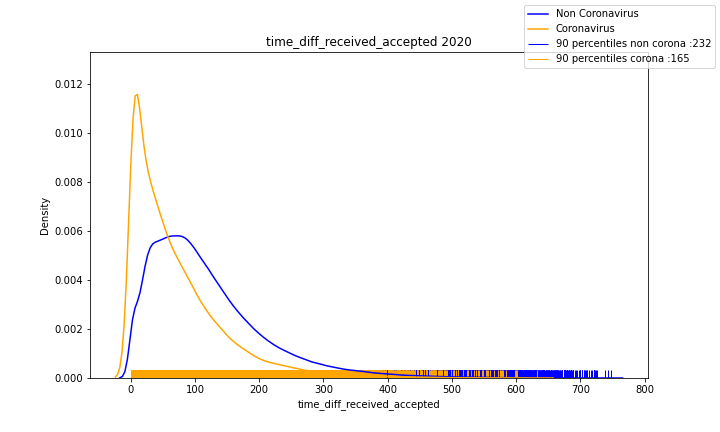 Non Coronavirus
Coronavirus
90 percentiles non corona :232
90 percentiles corona :165
time_diff_received_accepted 2020
0.012
0.010
0.008
0.006
0.004
0.002
0.000
Density
0 100 200 300 400 500 600 700 800
time_diff_received_accepted